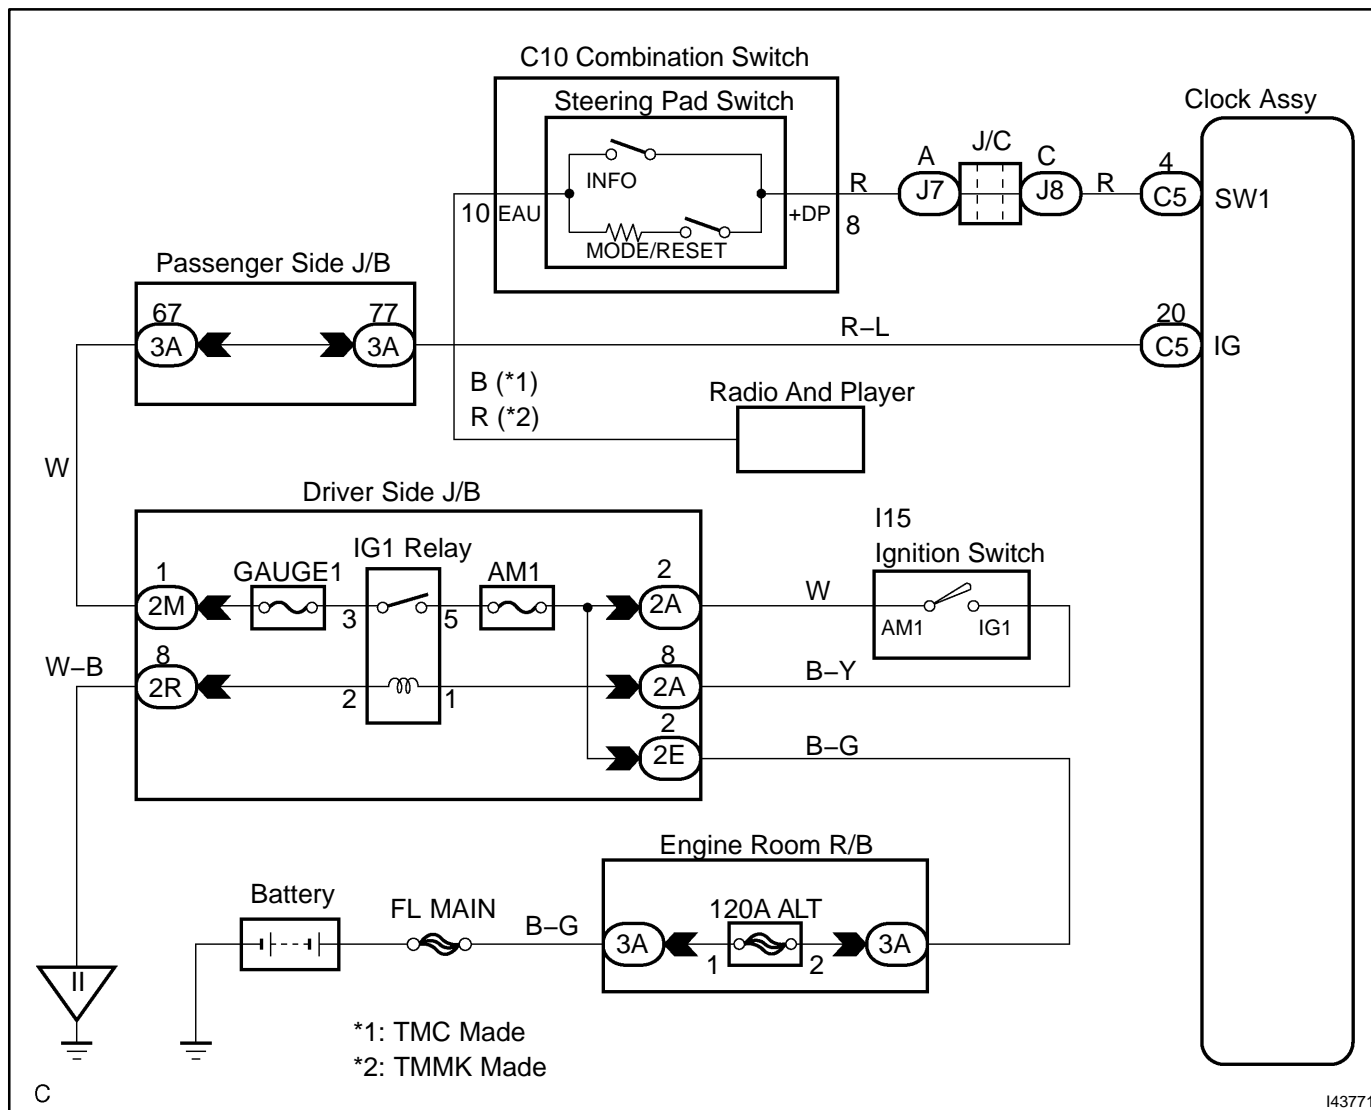 C10 Combination Switch
Steering Pad Switch
Clock Assy
INFO
MODE/RESET
10
EAU
+DP
8
R
A
J7
J/C
C
J8
R
4
C5
SW1
Passenger Side J/B
67
3A
77
3A
R–L
20
C5
IG
B (*1)
R (*2)
Radio And Player
W
Driver Side J/B
I15
Ignition Switch
1
2M
GAUGE1
IG1 Relay
3
5
AM1
2
2A
W
AM1
IG1
W–B
8
2R
2
1
8
2A
B–Y
2
2E
B–G
Engine Room R/B
Battery
FL MAIN
B–G
3A
1
120A ALT
2
3A
II
*1: TMC Made
*2: TMMK Made
C
I43771